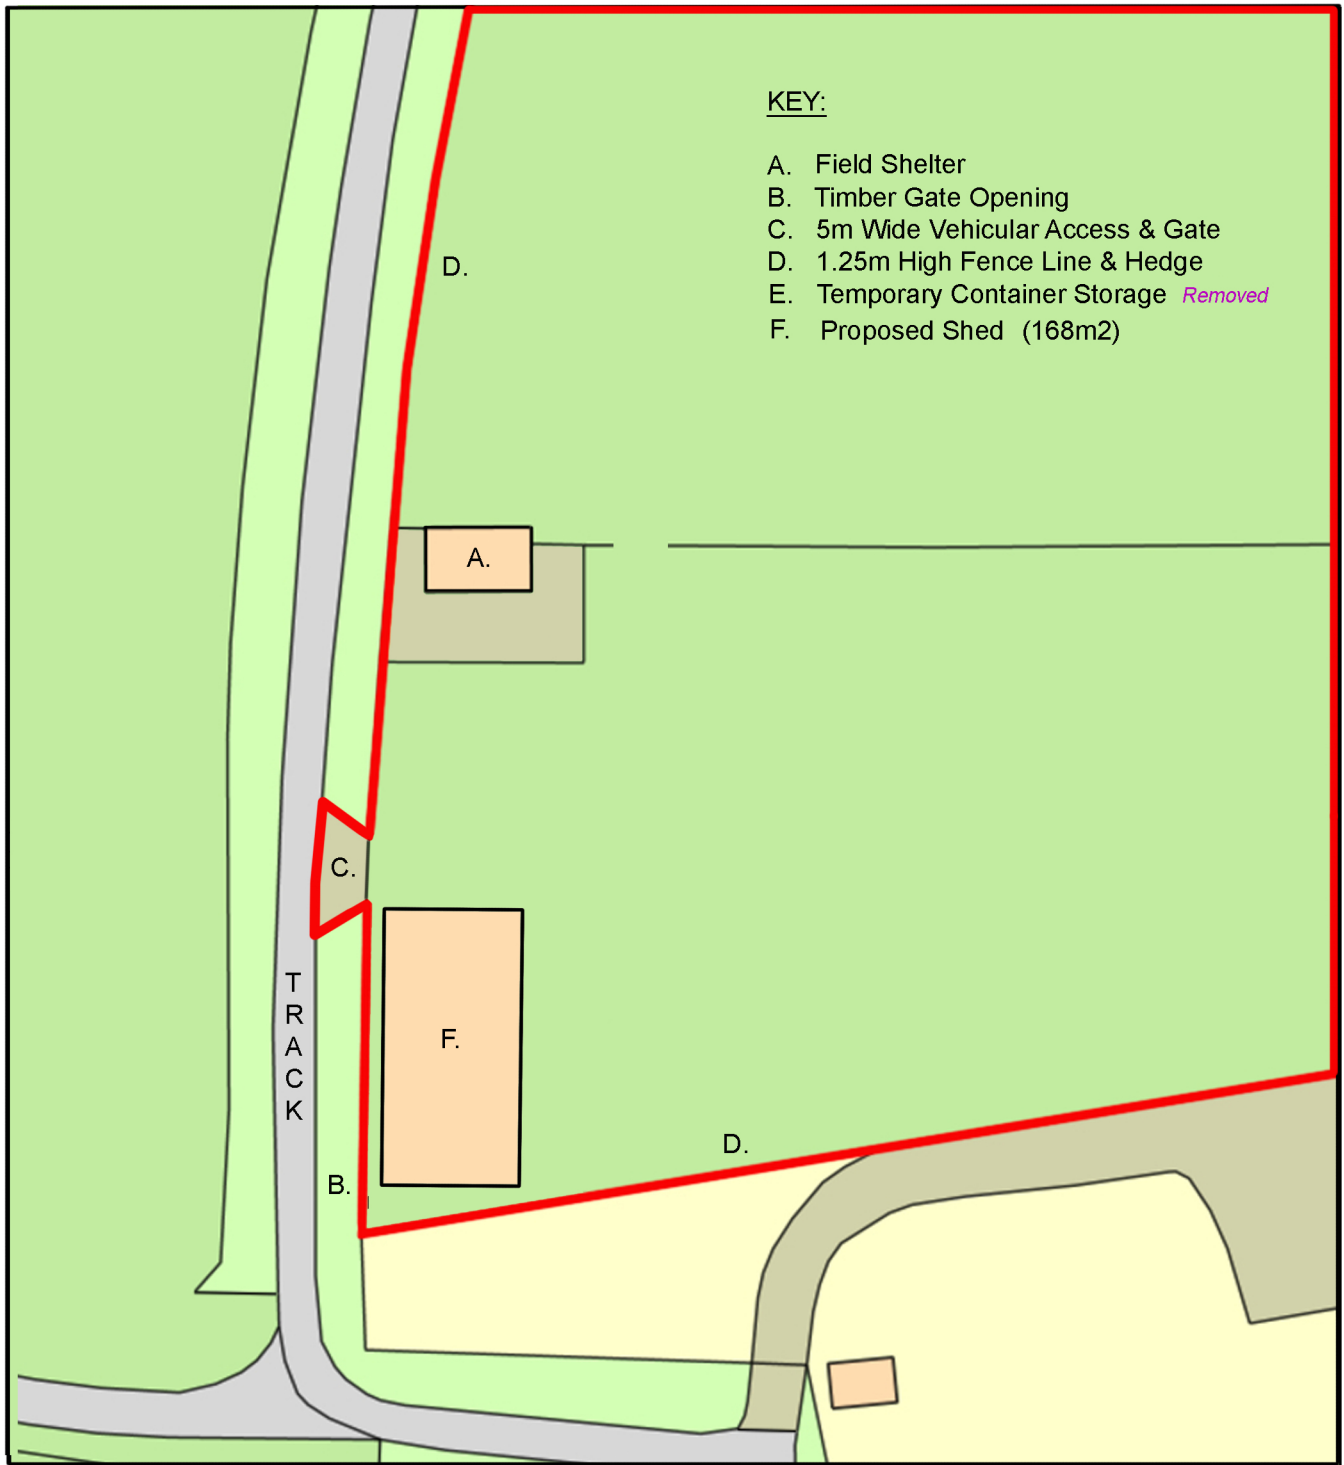 KEY:
A. Field Shelter
B. Timber Gate Opening
C. 5m Wide Vehicular Access & Gate
D. 1.25m High Fence Line & Hedge
E. Temporary Container Storage Removed
F. Proposed Shed (168m2)
D.
A.
C.
TRACK
F.
D.
B.